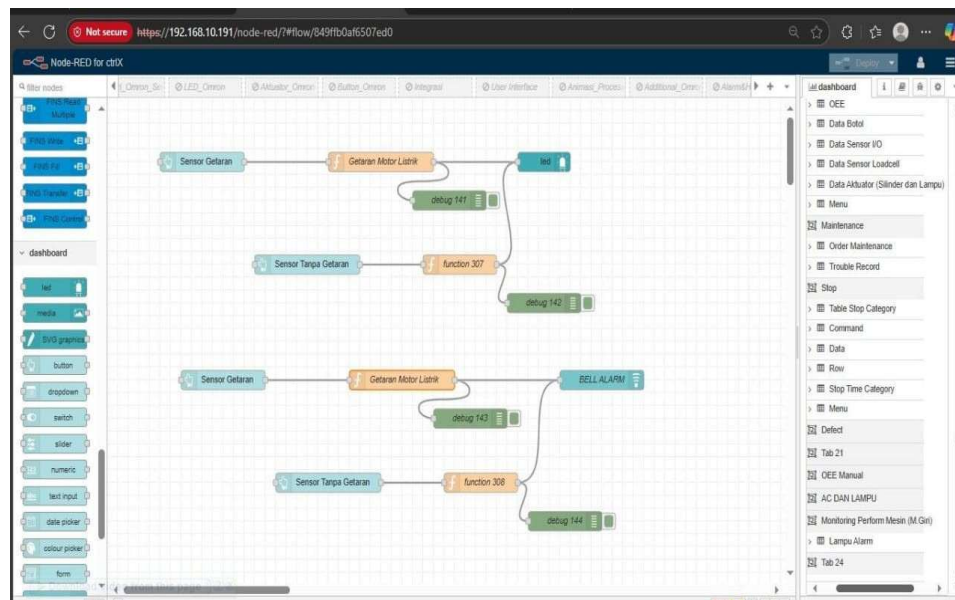 Not secure https://192.168.10.191/node-red/?#flow/849ffb0af6507ed0
Node-RED for ctrlX
Deploy
filter nodes
LED_Omron
Aktuator_Omron
Button_Omron
Integrasi
User Interface
Animasi_Proses
dashboard
FINS Read
Multiple
FINS Write
FINS Fill
FINS Transfer
FINS Control
dashboard
led
media
SVG graphics
button
dropdown
switch
slider
numeric
text input
date picker
colour picker
form
Sensor Getaran
Getaran Motor Listrik
led
debug 141
Sensor Tanpa Getaran
function 307
debug 142
Sensor Getaran
Getaran Motor Listrik
BELL ALARM
debug 143
Sensor Tanpa Getaran
function 308
debug 144
OEE
Data Botol
Data Sensor I/O
Data Sensor Loadcell
Data Aktuator (Silinder dan Lampu)
Menu
Maintenance
Order Maintenance
Trouble Record
Stop
Table Stop Category
Command
Data
Row
Stop Time Category
Menu
Defect
Tab 21
OEE Manual
AC DAN LAMPU
Monitoring Perform Mesin (M.Giri)
Lampu Alarm
Tab 24